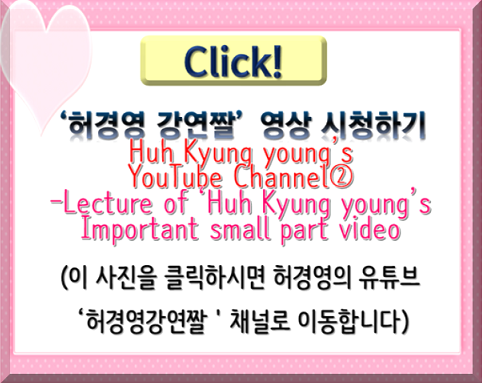 Click!
‘허경영 강연짤’ 영상 시청하기
Huh Kyung young's
YouTube Channel②
-Lecture of ‘Huh Kyung young's
Important small part video
(이 사진을 클릭하시면 허경영의 유튜브
‘허경영강연짤 ' 채널로 이동합니다)